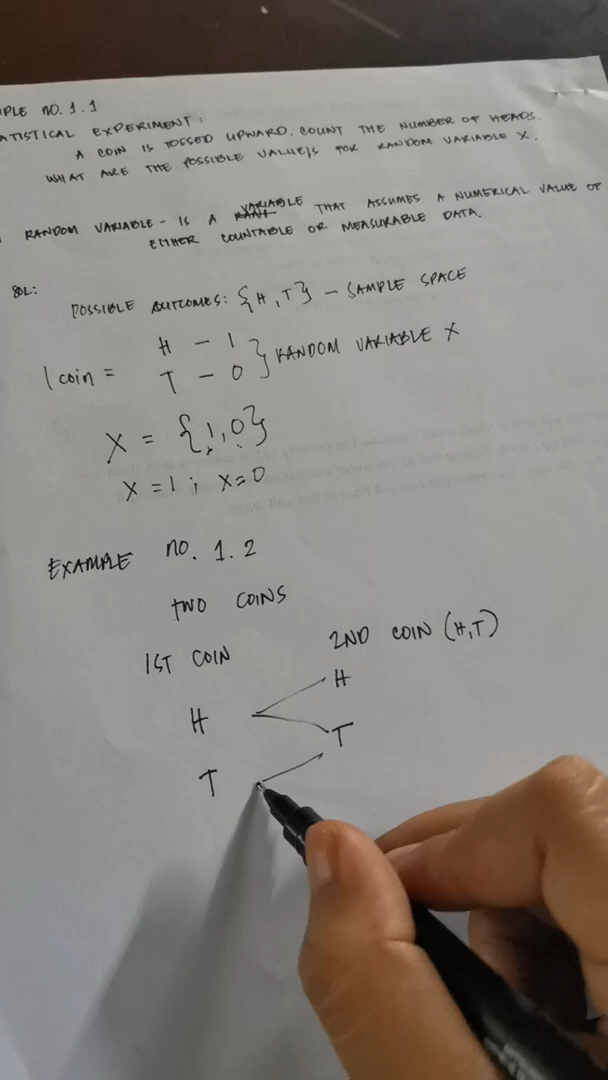 PLE NO. 1.1
ATISTICAL EXPERIMENT:
A COIN IS TOSSED UPWARD. COUNT THE NUMBER OF HEADS.
WHAT ARE THE POSSIBLE VALUE/S FOR RANDOM VARIABLE X.
RANDOM VARIABLE - IS A VARIABLE THAT ASSUMES A NUMERICAL VALUE OF
EITHER COUNTABLE OR MEASURABLE DATA.
SOL:
POSSIBLE OUTCOMES: {H,T} - SAMPLE SPACE
1 coin = H - 1
T - 0 } RANDOM VARIABLE X
X = {1,0}
X = 1 ; X = 0
EXAMPLE NO. 1.2
TWO COINS
1ST COIN 2ND COIN (H,T)
H H
T
T